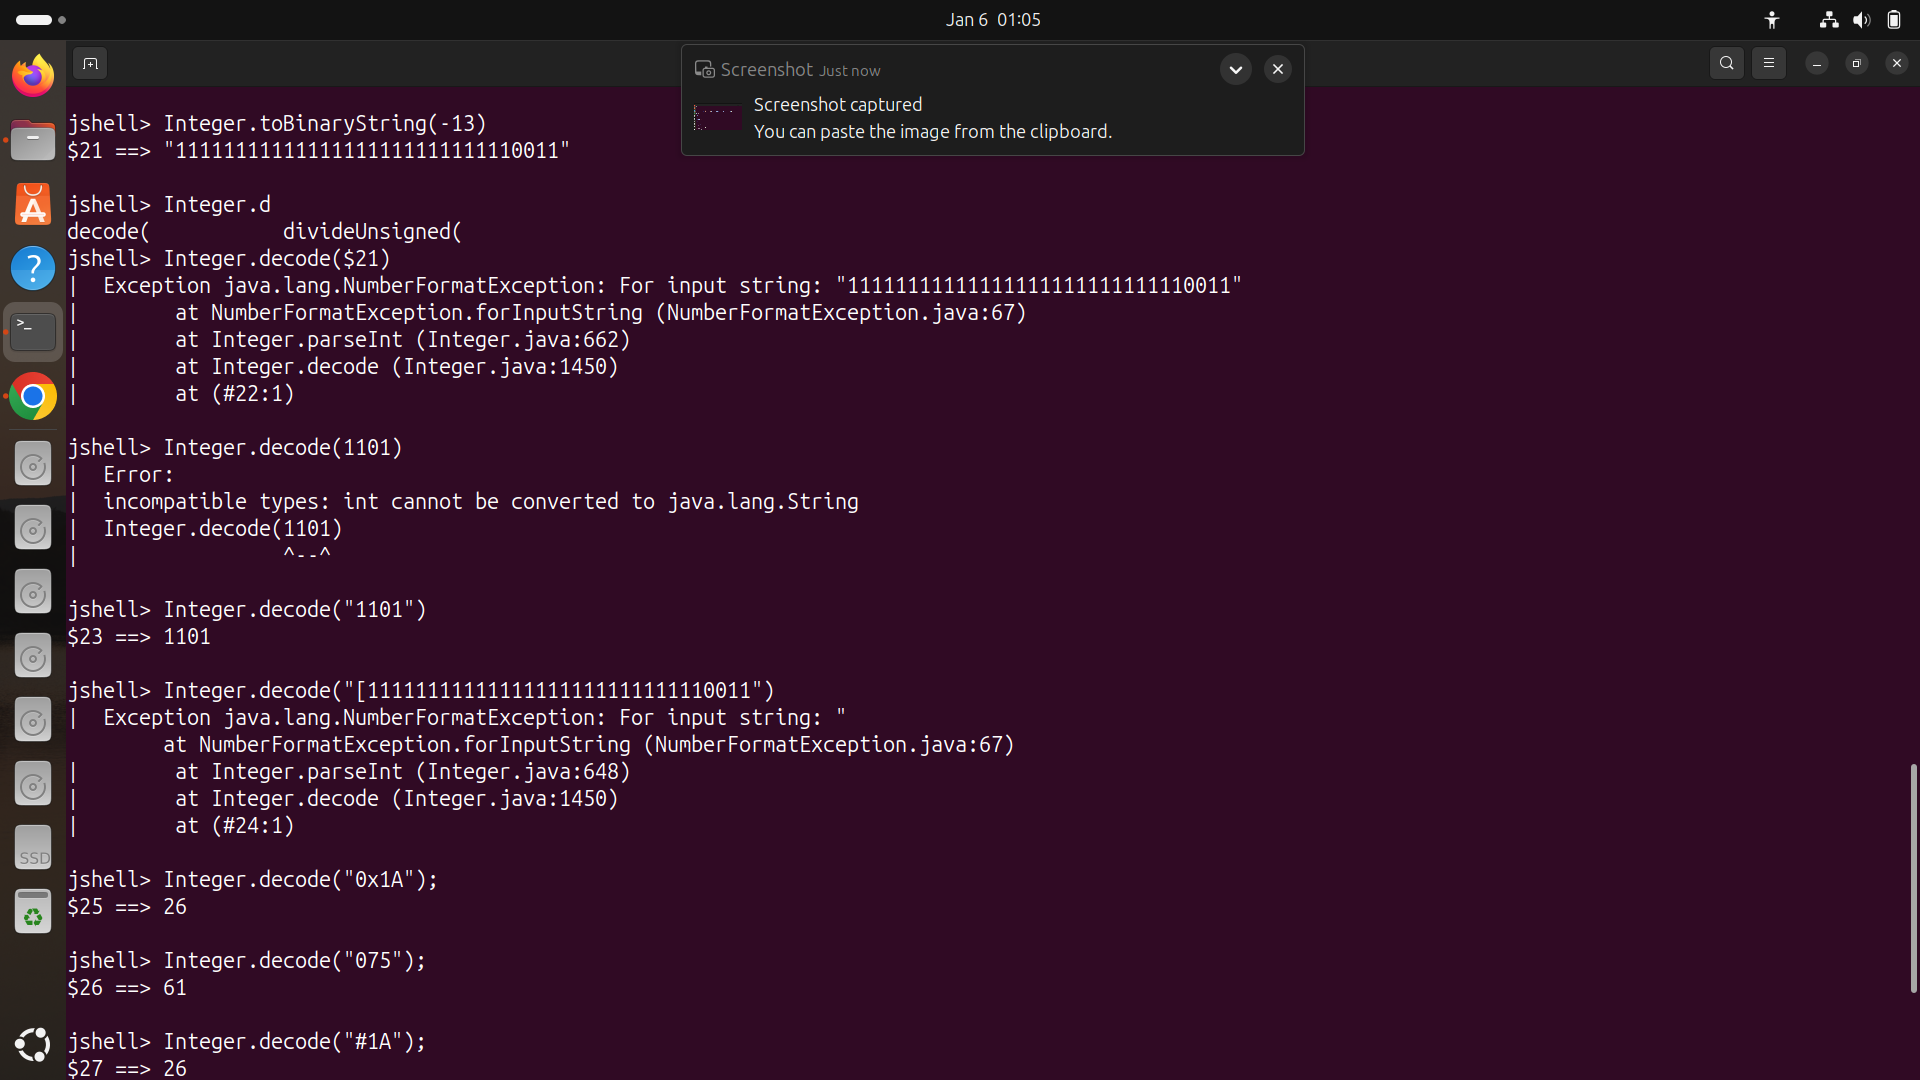 Jan 6 01:05
Screenshot Just now
Screenshot captured
You can paste the image from the clipboard.
jshell> Integer.toBinaryString(-13)
$21 ==> "11111111111111111111111111110011"
jshell> Integer.d
decode( divideUnsigned(
jshell> Integer.decode($21)
| Exception java.lang.NumberFormatException: For input string: "11111111111111111111111111110011"
| at NumberFormatException.forInputString (NumberFormatException.java:67)
| at Integer.parseInt (Integer.java:662)
| at Integer.decode (Integer.java:1450)
| at (#22:1)
jshell> Integer.decode(1101)
| Error:
| incompatible types: int cannot be converted to java.lang.String
| Integer.decode(1101)
| ^--^
jshell> Integer.decode("1101")
$23 ==> 1101
jshell> Integer.decode("[11111111111111111111111111110011")
| Exception java.lang.NumberFormatException: For input string: "
at NumberFormatException.forInputString (NumberFormatException.java:67)
| at Integer.parseInt (Integer.java:648)
| at Integer.decode (Integer.java:1450)
| at (#24:1)
jshell> Integer.decode("0x1A");
$25 ==> 26
jshell> Integer.decode("075");
$26 ==> 61
jshell> Integer.decode("#1A");
$27 ==> 26
SSD